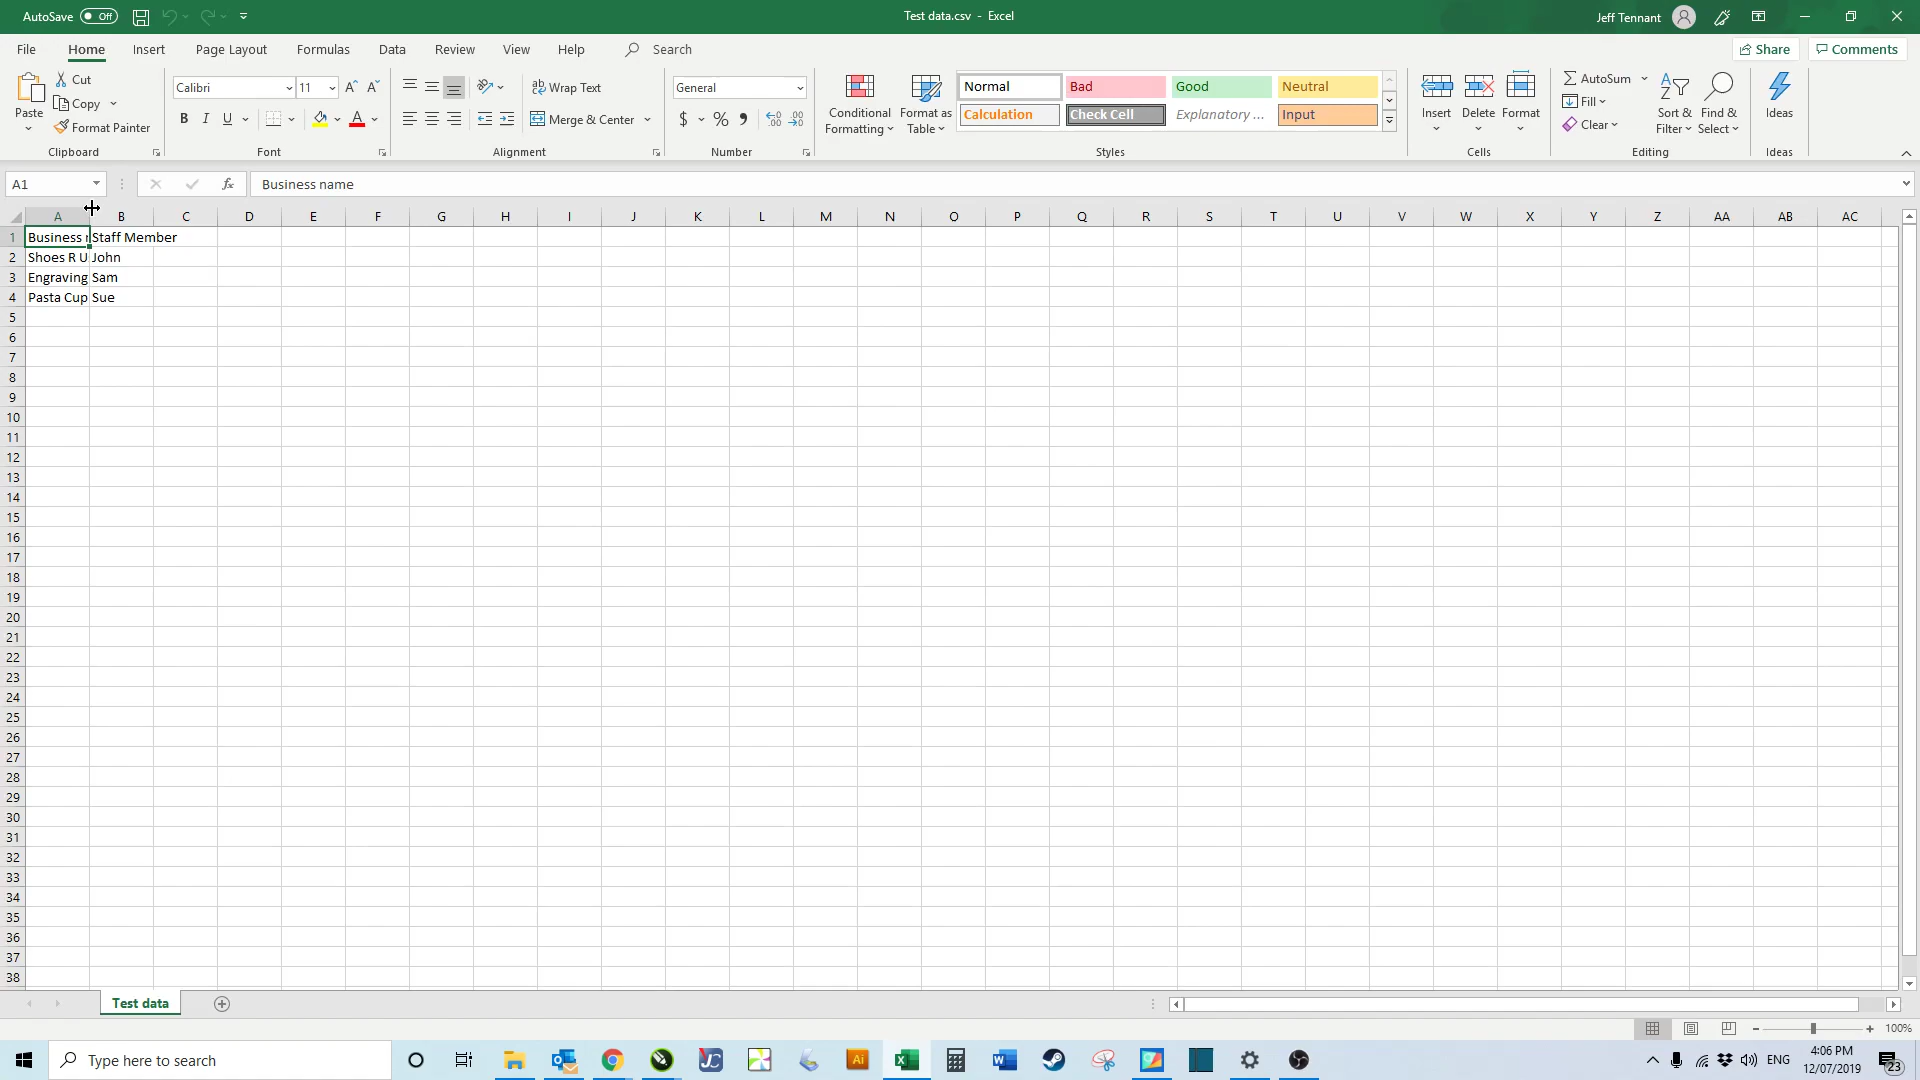 AutoSave Off
Test data.csv - Excel
Jeff Tennant
File Home Insert Page Layout Formulas Data Review View Help Search
Share Comments
Paste
Cut
Copy
Format Painter
Clipboard
Calibri 11
B I U
Font
Wrap Text
Merge & Center
Alignment
General
$ %
Number
Conditional Formatting
Format as Table
Normal Bad Good Neutral
Calculation Check Cell Explanatory ... Input
Styles
Insert Delete Format
Cells
AutoSum
Fill
Clear
Sort & Filter
Find & Select
Editing
Ideas
Ideas
A1
fx
Business name
A B C D E F G H I J K L M N O P Q R S T U V W X Y Z AA AB AC
1 Business n Staff Member
2 Shoes R U John
3 Engraving Sam
4 Pasta Cup Sue
5
6
7
8
9
10
11
12
13
14
15
16
17
18
19
20
21
22
23
24
25
26
27
28
29
30
31
32
33
34
35
36
37
38
Test data
100%
Type here to search
JC
Ai
ENG
4:06 PM
12/07/2019
23